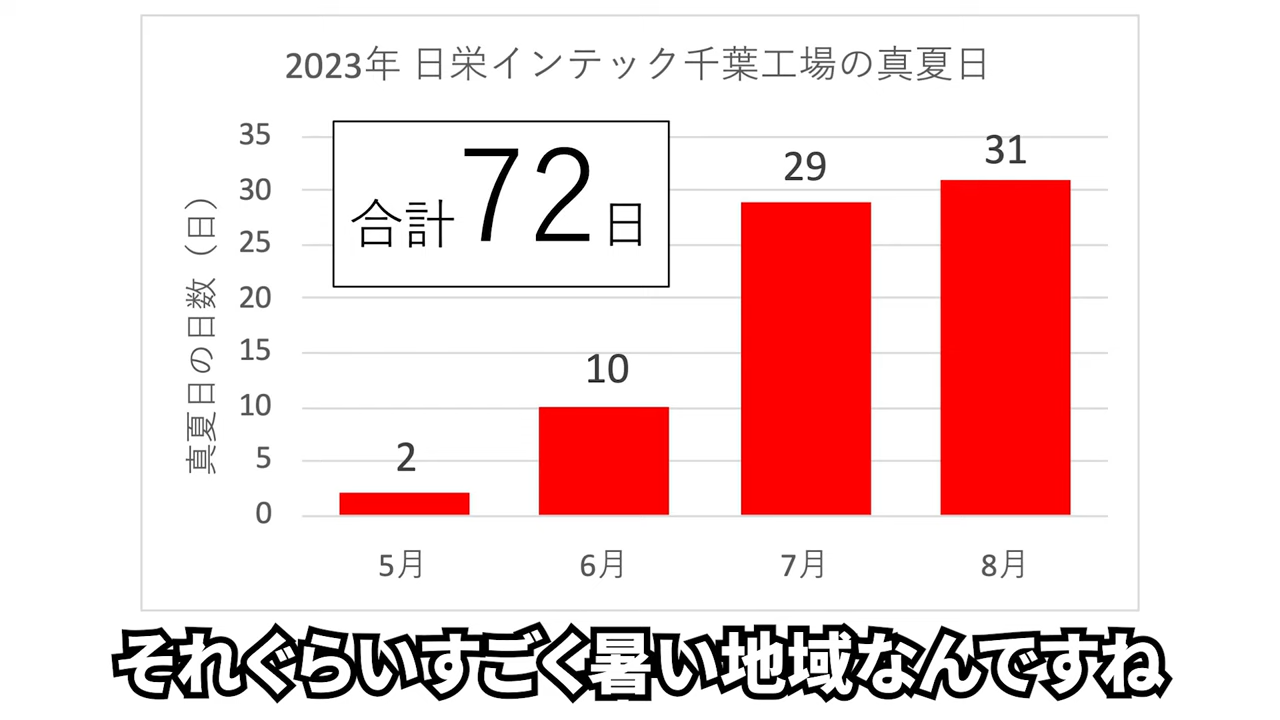 2023年 日栄インテック千葉工場の真夏日
合計72日
真夏日の日数（日）
35
30
25
20
15
10
5
0
2
10
29
31
5月
6月
7月
8月
それぐらいすごく暑い地域なんですね